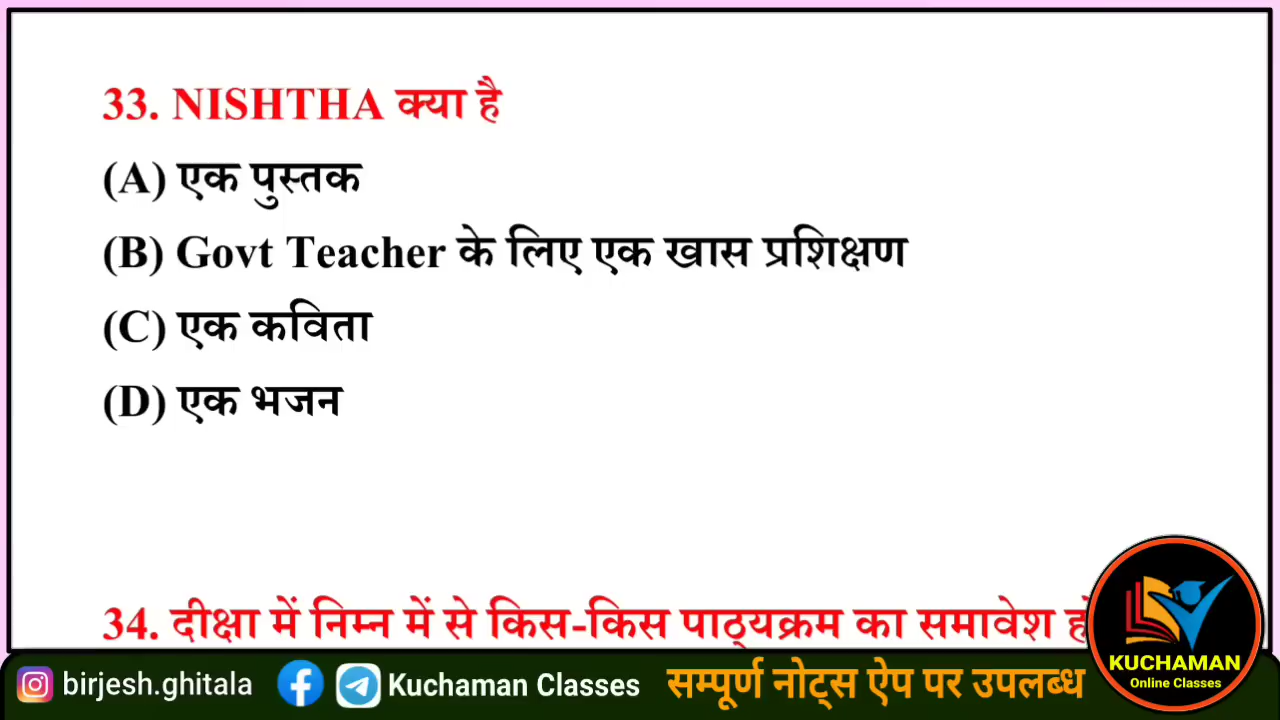 33. NISHTHA क्या है
(A) एक पुस्तक
(B) Govt Teacher के लिए एक खास प्रशिक्षण
(C) एक कविता
(D) एक भजन
34. दीक्षा में निम्न में से किस-किस पाठ्यक्रम का समावेश
birjesh.ghitala Kuchaman Classes सम्पूर्ण नोट्स ऐप पर उपलब्ध
KUCHAMAN
Online Classes